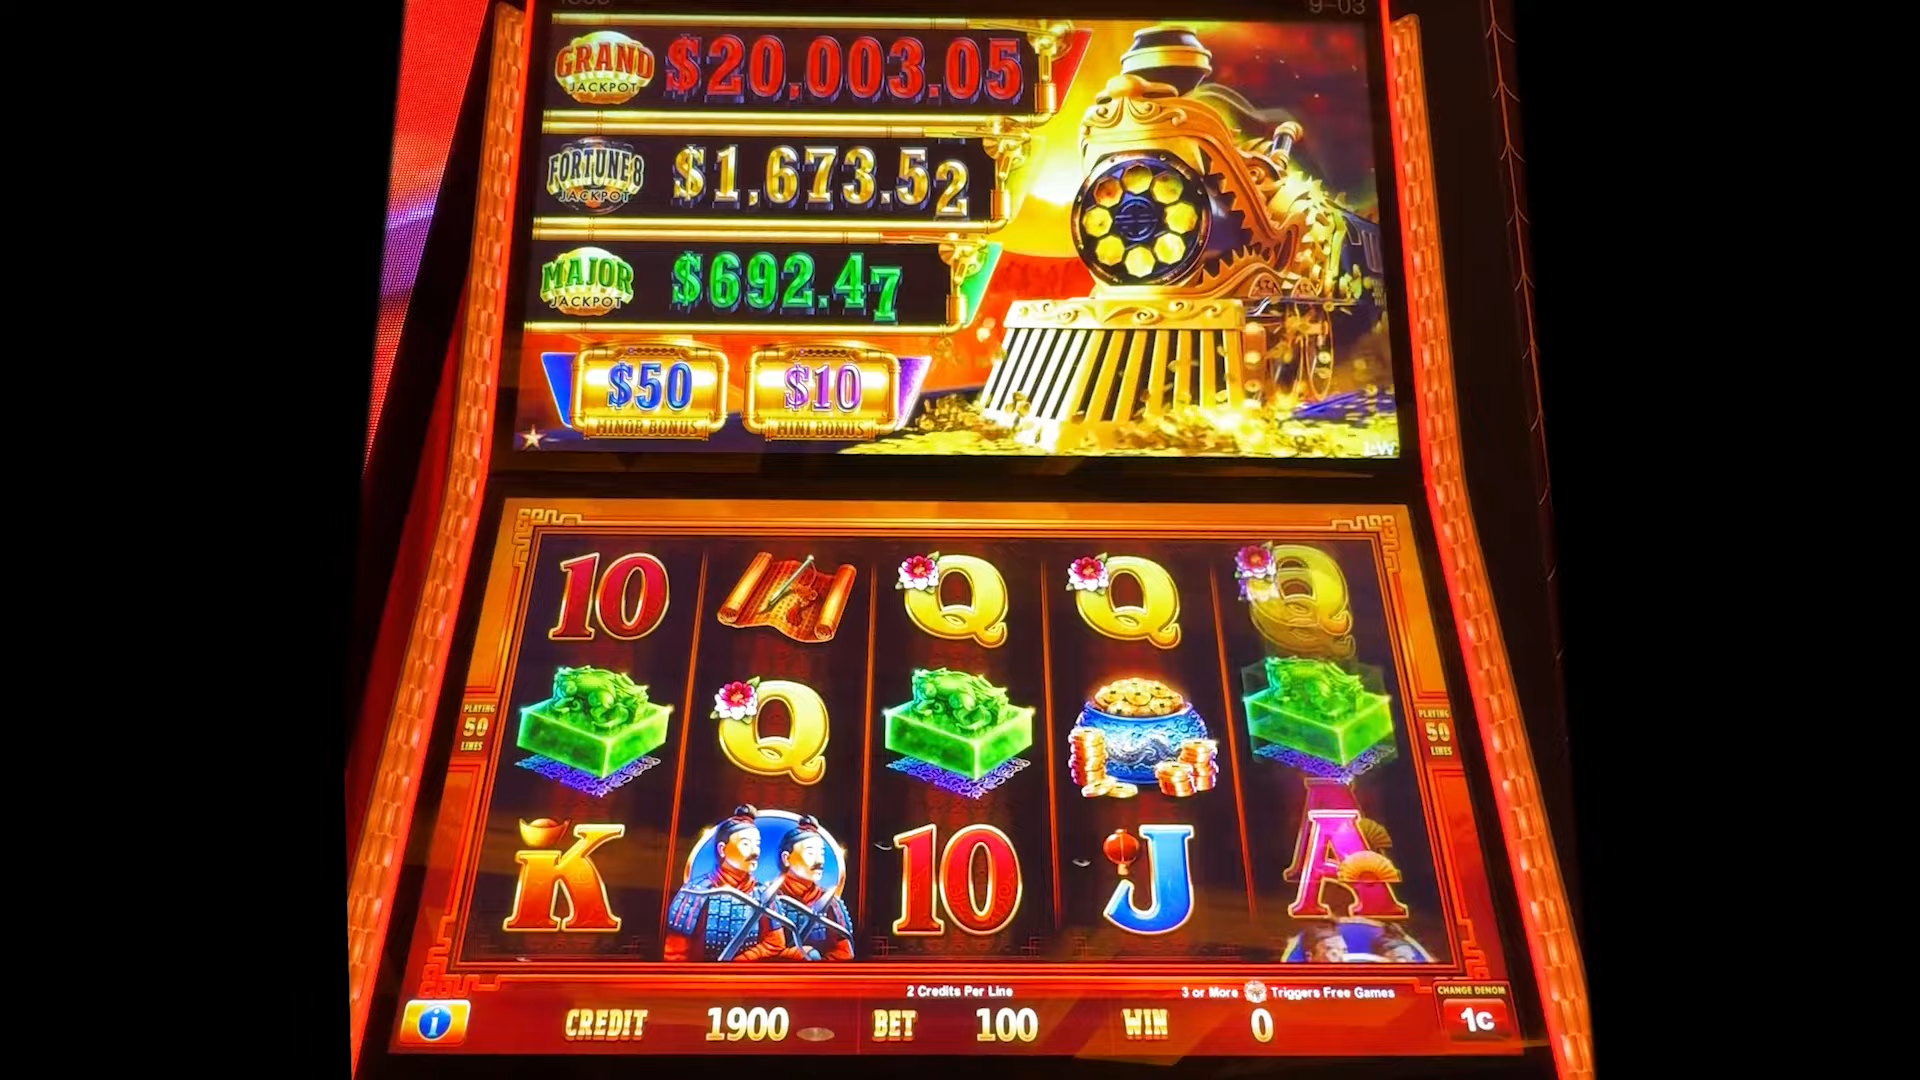 9-03
GRAND
JACKPOT
$20,003.05
FORTUNE 8
JACKPOT
$1,673.52
MAJOR
JACKPOT
$692.47
$50
MINOR BONUS
$10
MINI BONUS
L&W
10
Q
Q
Q
PLAYING
50
LINES
Q
PLAYING
50
LINES
K
10
J
A
2 Credits Per Line
3 or More Triggers Free Games
CHANGE DENOM
1¢
i
CREDIT 1900
BET 100
WIN 0